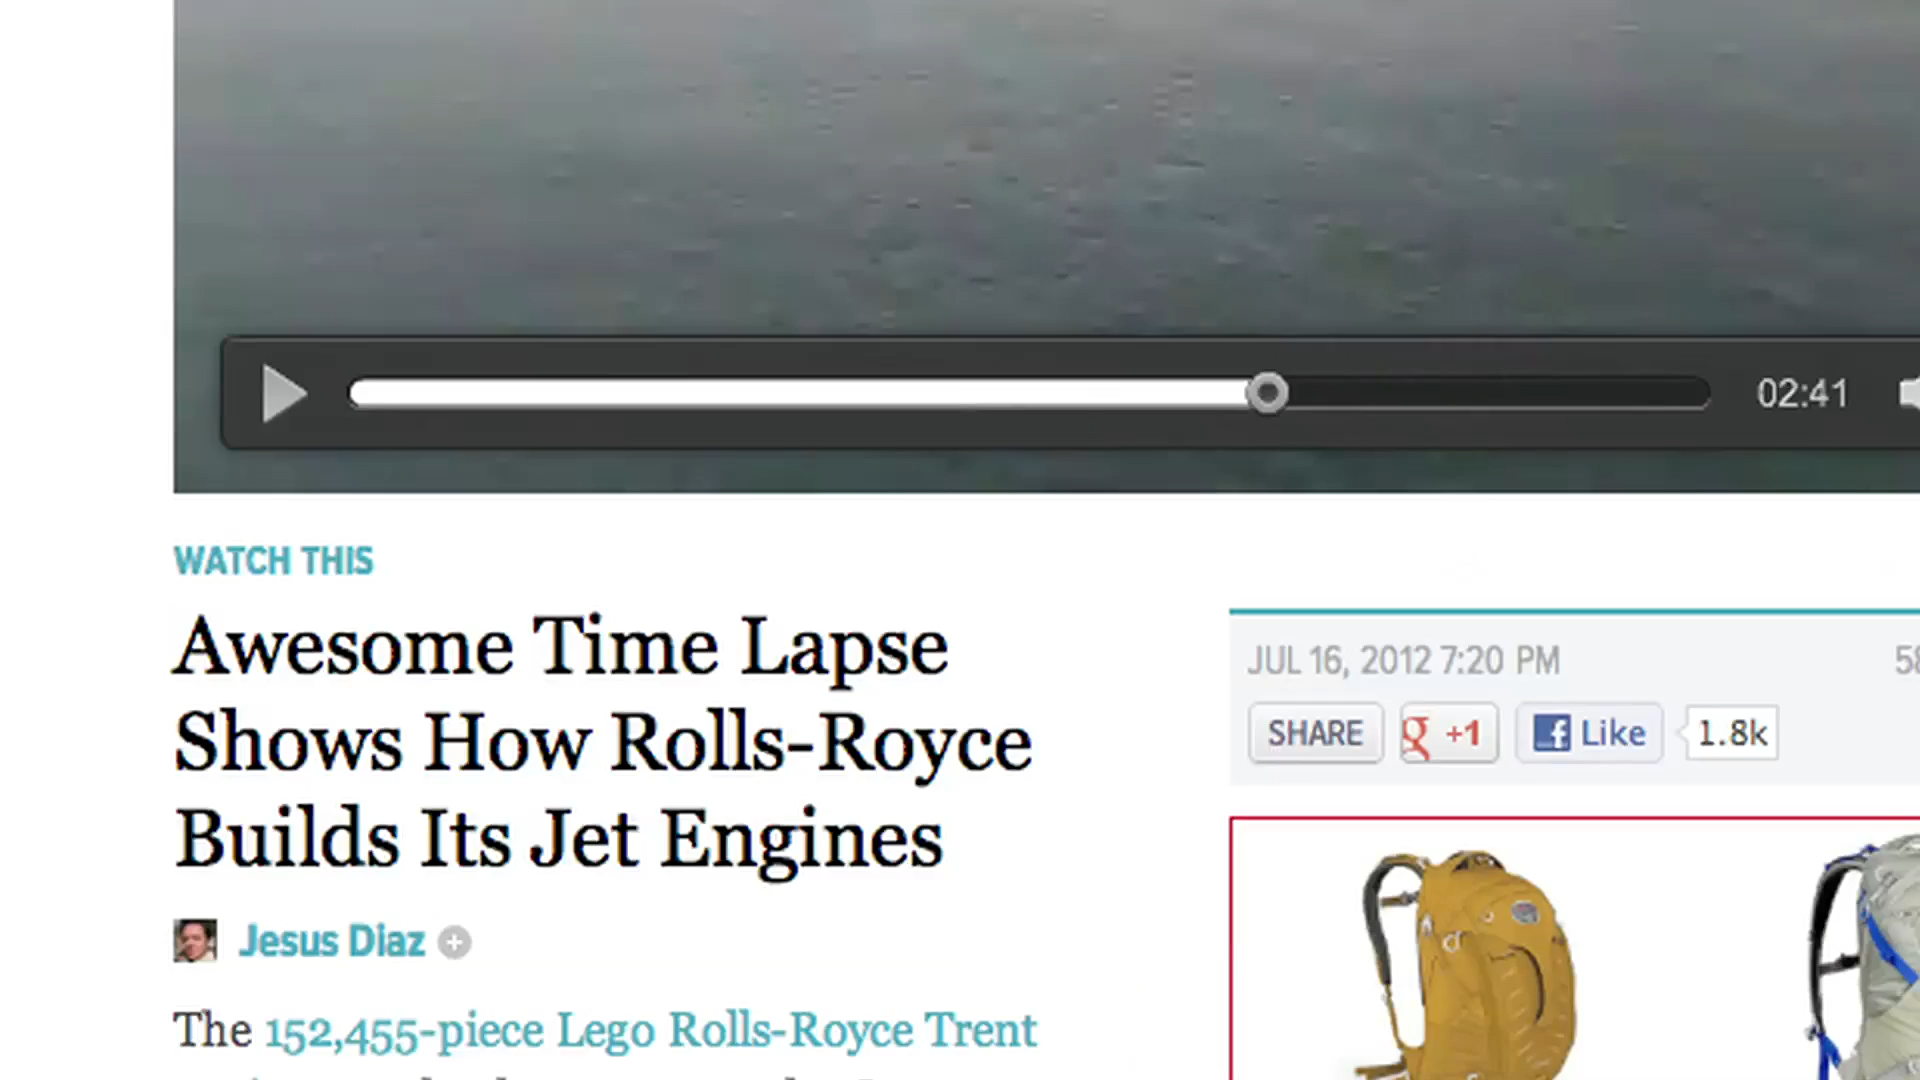 02:41
WATCH THIS
Awesome Time Lapse
Shows How Rolls-Royce
Builds Its Jet Engines
Jesus Diaz
The 152,455-piece Lego Rolls-Royce Trent
JUL 16, 2012 7:20 PM
SHARE
g +1
f Like
1.8k